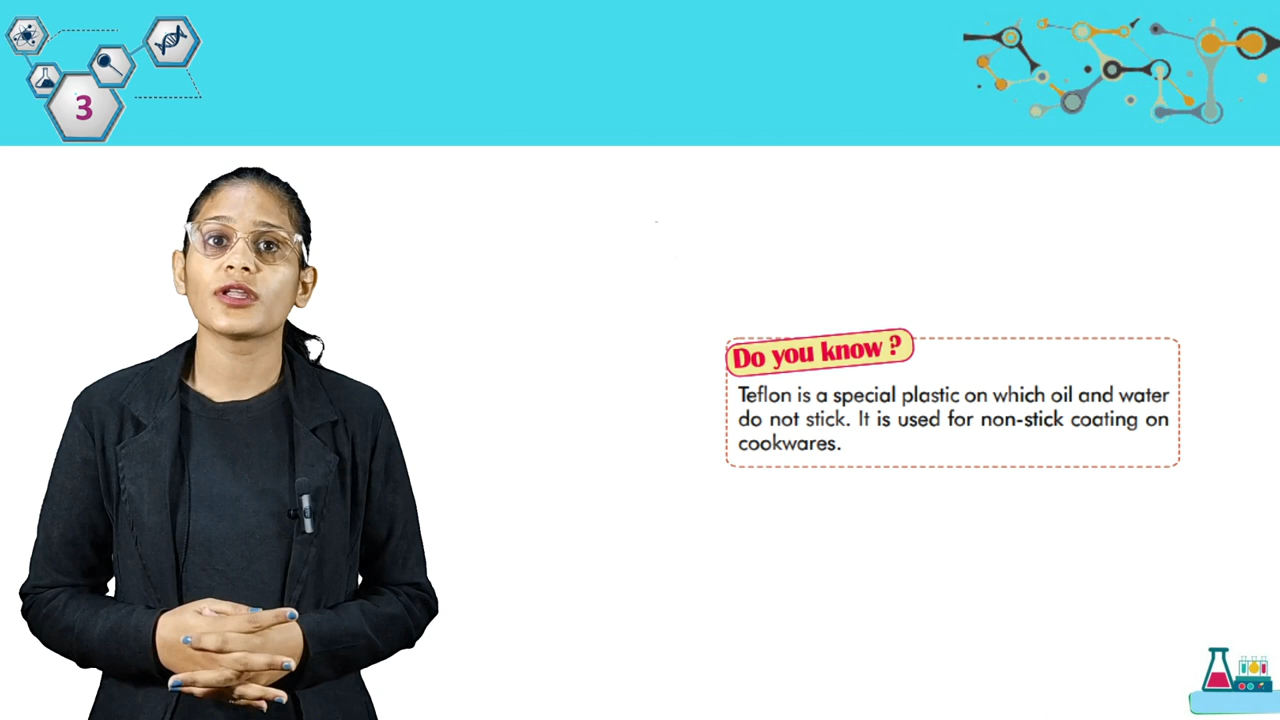 3
Do you know ?
Teflon is a special plastic on which oil and water
do not stick. It is used for non-stick coating on
cookwares.